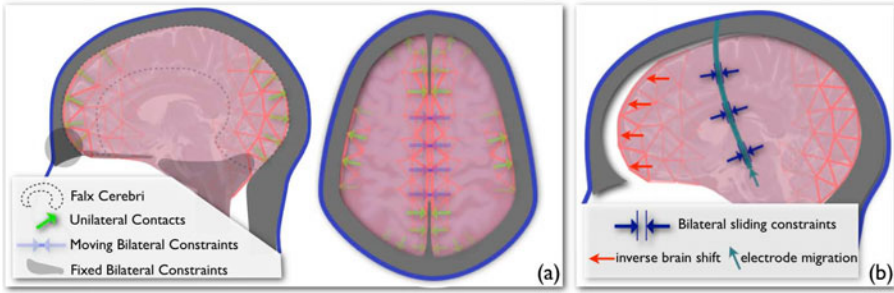 Falx Cerebri
Unilateral Contacts
Moving Bilateral Constraints
Fixed Bilateral Constraints
(a)
Bilateral sliding constraints
inverse brain shift
electrode migration
(b)